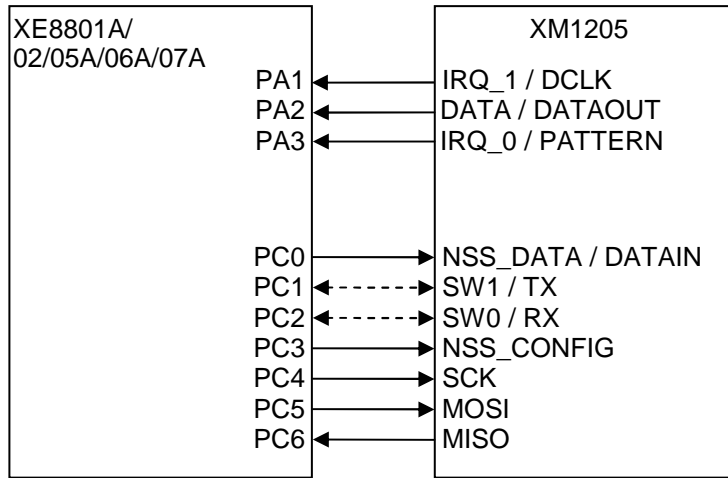 XE8801A/
02/05A/06A/07A
XM1205
PA1 IRQ_1 / DCLK
PA2 DATA / DATAOUT
PA3 IRQ_0 / PATTERN
PC0 NSS_DATA / DATAIN
PC1 SW1 / TX
PC2 SW0 / RX
PC3 NSS_CONFIG
PC4 SCK
PC5 MOSI
PC6 MISO